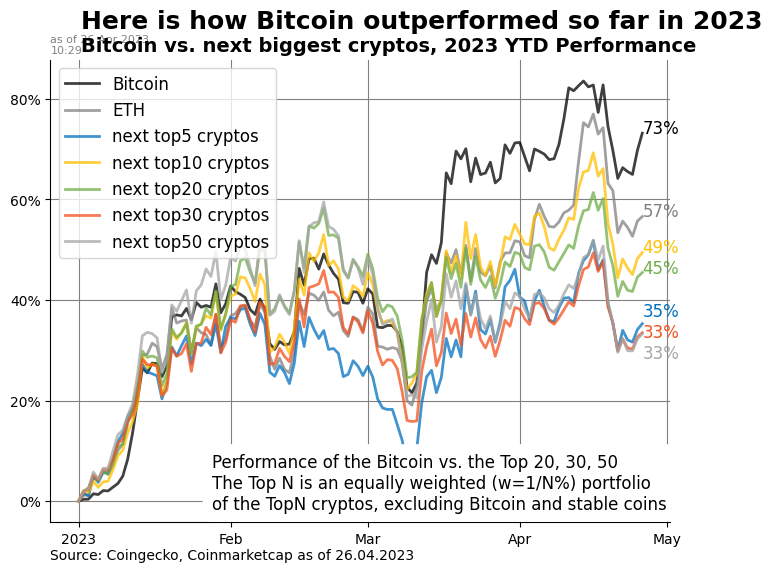 Here is how Bitcoin outperformed so far in 2023
as of 26 Apr 2023
10:29
Bitcoin vs. next biggest cryptos, 2023 YTD Performance
Bitcoin
ETH
next top5 cryptos
next top10 cryptos
next top20 cryptos
next top30 cryptos
next top50 cryptos
80%
60%
40%
20%
0%
73%
57%
49%
45%
35%
33%
33%
Performance of the Bitcoin vs. the Top 20, 30, 50
The Top N is an equally weighted (w=1/N%) portfolio
of the TopN cryptos, excluding Bitcoin and stable coins
2023 Feb Mar Apr May
Source: Coingecko, Coinmarketcap as of 26.04.2023